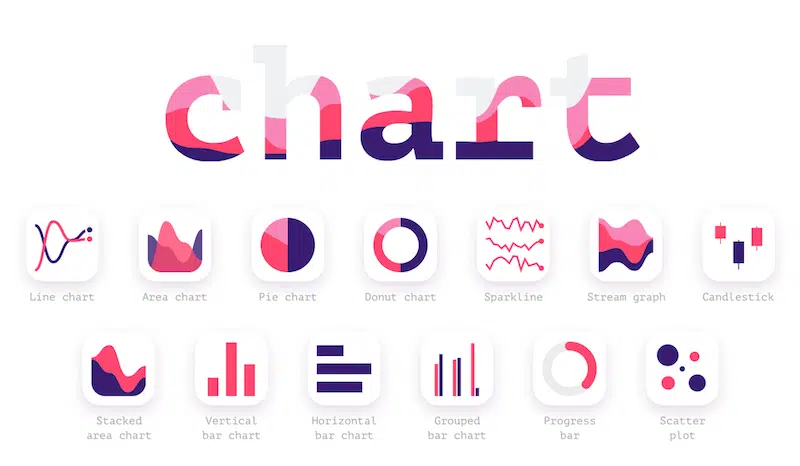 chart
Line chart
Area chart
Pie chart
Donut chart
Sparkline
Stream graph
Candlestick
Stacked
area chart
Vertical
bar chart
Horizontal
bar chart
Grouped
bar chart
Progress
bar
Scatter
plot